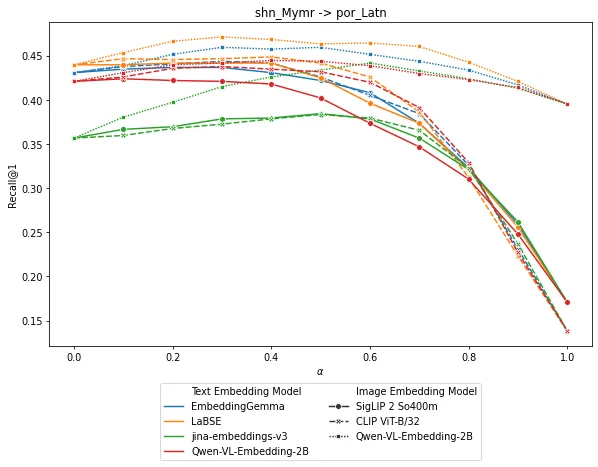 shn_Mymr -> por_Latn
Recall@1
0.45
0.40
0.35
0.30
0.25
0.20
0.15
0.0 0.2 0.4 0.6 0.8 1.0
α
Text Embedding Model Image Embedding Model
EmbeddingGemma SigLIP 2 So400m
LaBSE CLIP ViT-B/32
jina-embeddings-v3 Qwen-VL-Embedding-2B
Qwen-VL-Embedding-2B